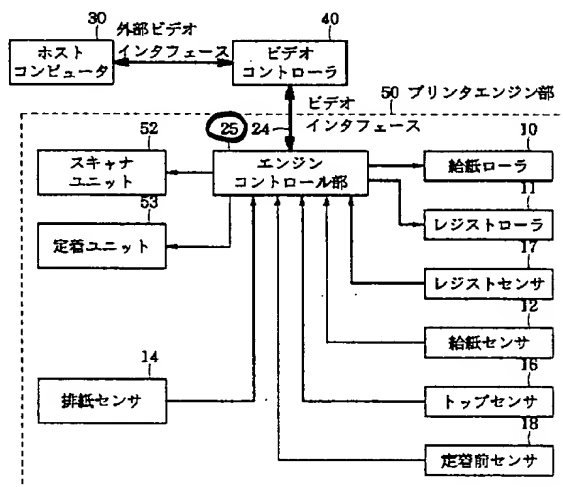 30
ホスト
コンピュータ
外部ビデオ
インタフェース
40
ビデオ
コントローラ
50 プリンタエンジン部
ビデオ
24 インタフェース
25
エンジン
コントロール部
52
スキャナ
ユニット
53
定着ユニット
14
排紙センサ
10
給紙ローラ
11
レジストローラ
17
レジストセンサ
12
給紙センサ
16
トップセンサ
18
定着前センサ